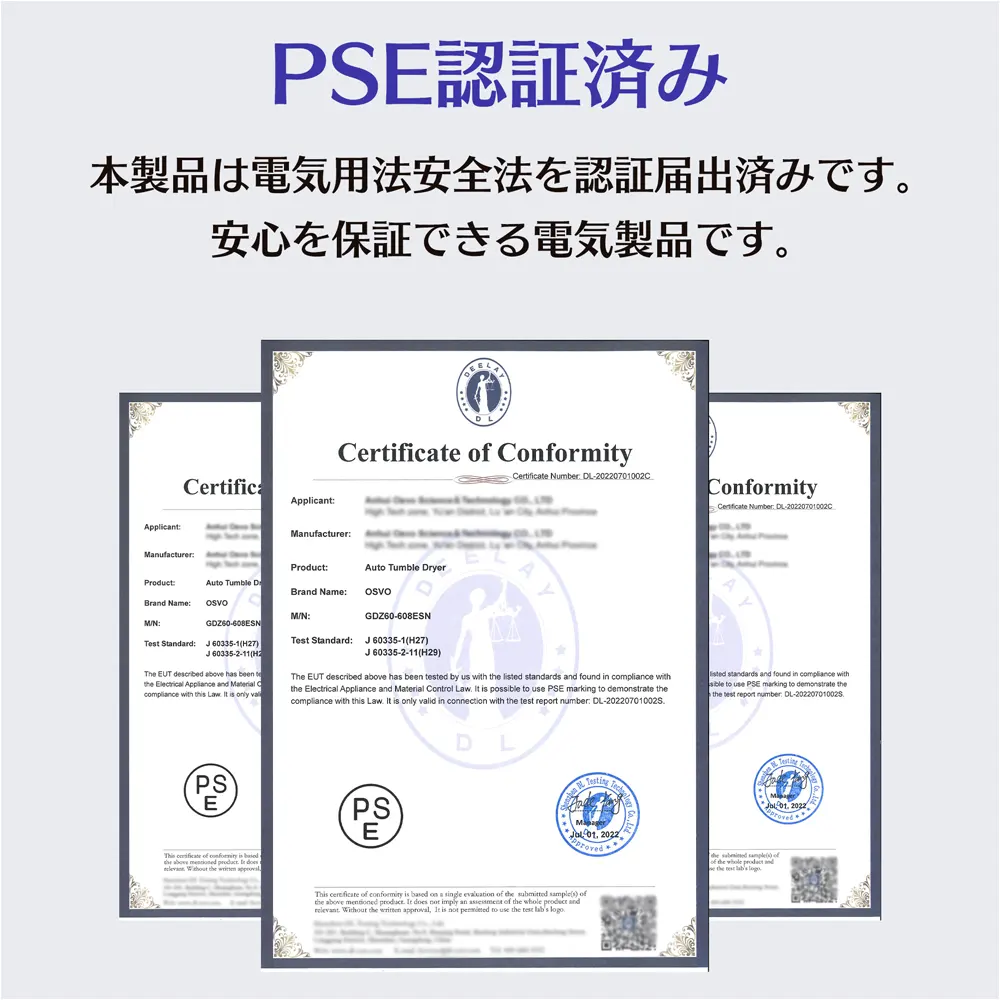 PSE認証済み
本製品は電気用法安全法を認証届出済みです。
安心を保証できる電気製品です。
DEELAY
DL
Certificate of Conformity
Certificate Number: DL-20220701002C
Applicant:
Manufacturer:
Product: Auto Tumble Dryer
Brand Name: OSVO
M/N: GDZ60-608ESN
Test Standard: J 60335-1(H27)
J 60335-2-11(H29)
The EUT described above has been tested by us with the listed standards and found in compliance with
the Electrical Appliance and Material Control Law. It is possible to use PSE marking to demonstrate the
compliance with this Law. It is only valid in connection with the test report number: DL-20220701002S.
DEELAY
DL
PS
E
Shenzhen DL Testing Technology Co., Ltd.
Manager
Jul. 01, 2022
Approved
This certificate of conformity is based on a single evaluation of the submitted sample(s) of
the above mentioned product. It does not imply an assessment of the whole product and
relevant. Without the written approval, It is not permitted to use the test lab's logo.
Certifica
Applicant:
Manufacturer:
Product: Auto Tumble Dr
Brand Name: OSVO
M/N: GDZ60-608ESN
Test Standard: J 60335-1(H27)
J 60335-2-11(H2
The EUT described above has been te
the Electrical Appliance and Material C
compliance with this Law. It is only vali
PS
E
This certificate of conformity is based o
the above mentioned product. It does
relevant. Without the written approval,
Conformity
Certificate Number: DL-20220701002C
listed standards and found in compliance with
sible to use PSE marking to demonstrate the
the test report number: DL-20220701002S.
Shenzhen DL Testing Technology Co., Ltd.
Manager
Jul. 01, 2022
Approved
the submitted sample(s) of
of the whole product and
use the test lab's logo.